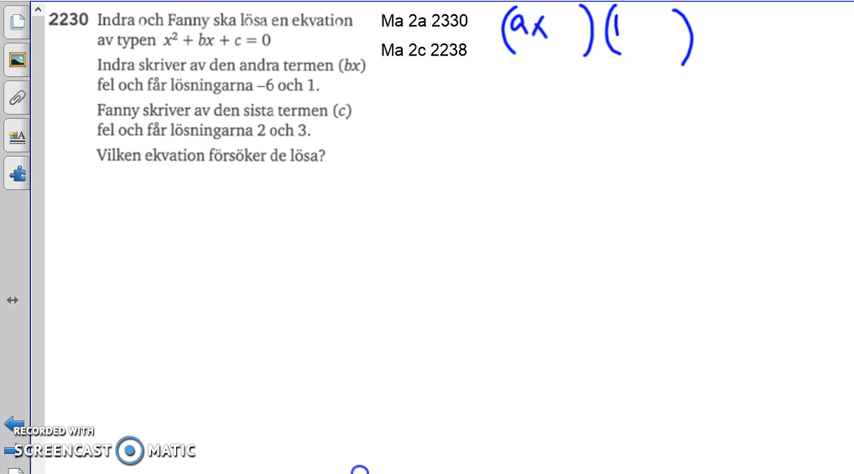 2230 Indra och Fanny ska lösa en ekvation
av typen x² + bx + c = 0
Indra skriver av den andra termen (bx)
fel och får lösningarna –6 och 1.
Fanny skriver av den sista termen (c)
fel och får lösningarna 2 och 3.
Vilken ekvation försöker de lösa?
Ma 2a 2330
Ma 2c 2238
(ax )( )
RECORDED WITH
SCREENCAST MATIC